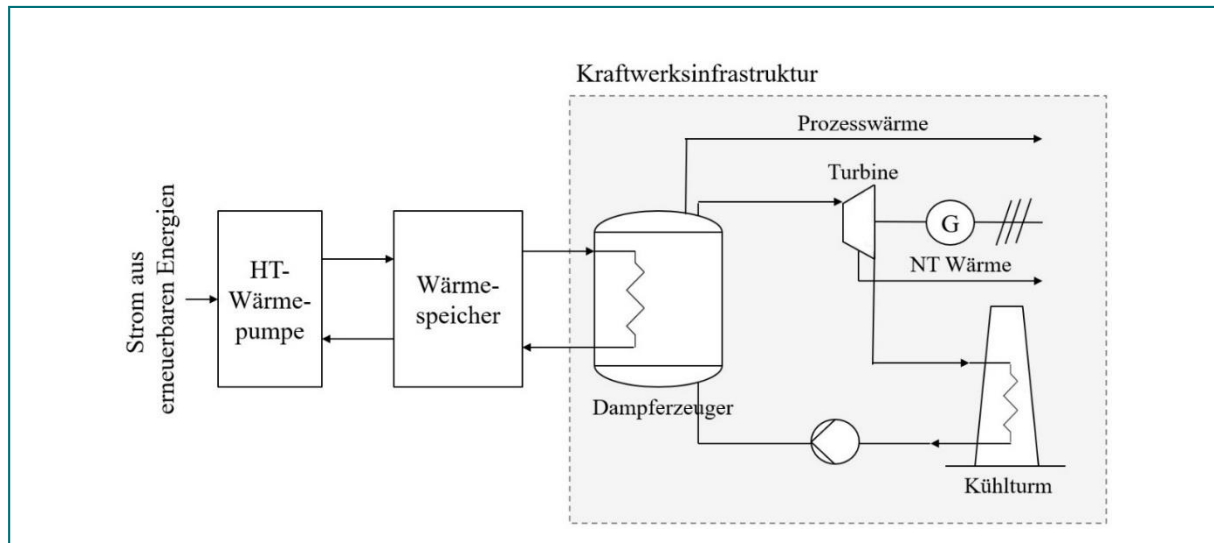 Kraftwerksinfrastruktur
Prozesswärme
Turbine
Strom aus
erneuerbaren Energien
HT-
Wärme-
pumpe
Wärme-
speicher
G
NT Wärme
Dampferzeuger
Kühlturm